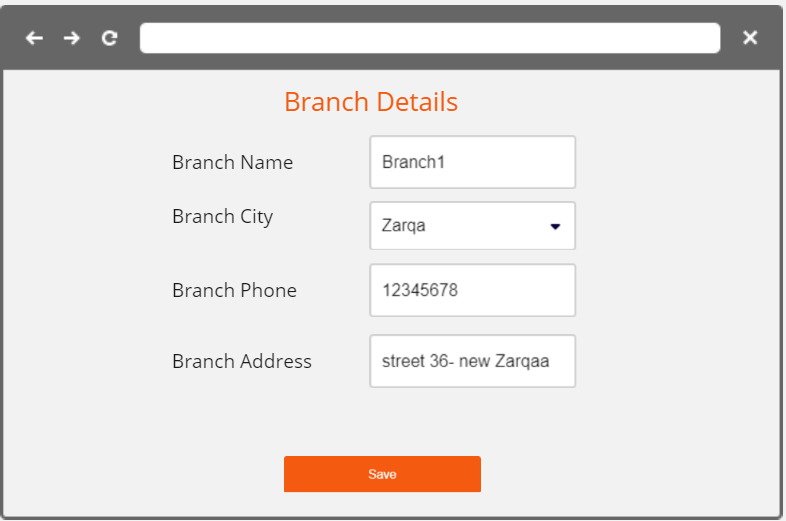 Branch Details
Branch Name
Branch1
Branch City
Zarqa
Branch Phone
12345678
Branch Address
street 36- new Zarqaa
Save